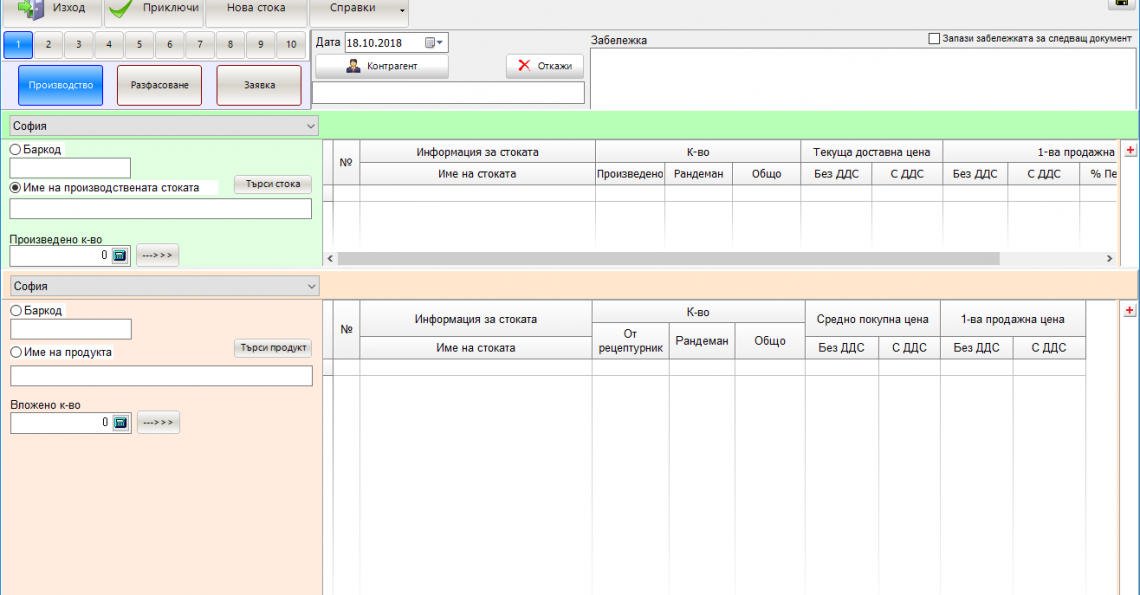 Изход Приключи Нова стока Справки
1 2 3 4 5 6 7 8 9 10
Дата 18.10.2018
Забележка
Запази забележката за следващ документ
Контрагент
Откажи
Производство Разфасоване Заявка
София
Баркод
Име на производствената стоката
Търси стока
Произведено к-во
0
--->>>
№ Информация за стоката К-во Текуща доставна цена 1-ва продажна
Име на стоката Произведено Рандеман Общо Без ДДС С ДДС Без ДДС С ДДС % Пе
София
Баркод
Име на продукта
Търси продукт
Вложено к-во
0
--->>>
№ Информация за стоката К-во Средно покупна цена 1-ва продажна цена
Име на стоката От рецептурник Рандеман Общо Без ДДС С ДДС Без ДДС С ДДС